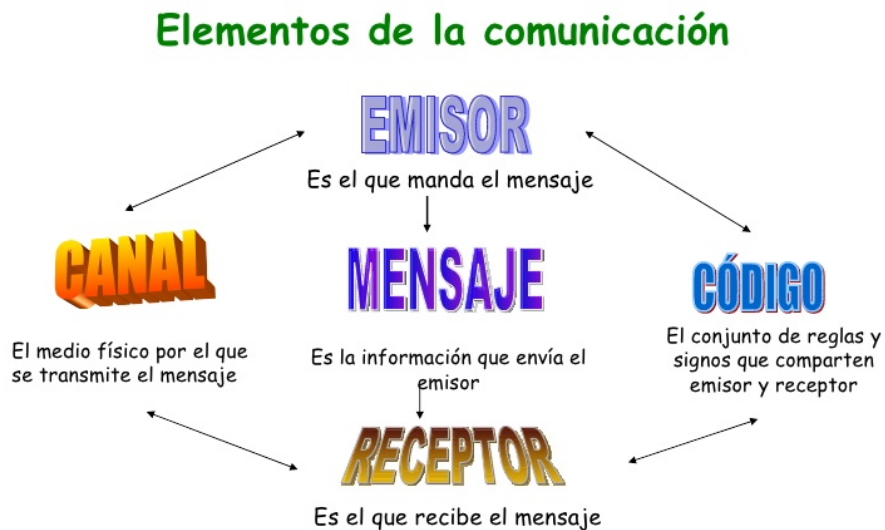 Elementos de la comunicación
EMISOR
Es el que manda el mensaje
CANAL
El medio físico por el que
se transmite el mensaje
MENSAJE
Es la información que envía el
emisor
CÓDIGO
El conjunto de reglas y
signos que comparten
emisor y receptor
RECEPTOR
Es el que recibe el mensaje